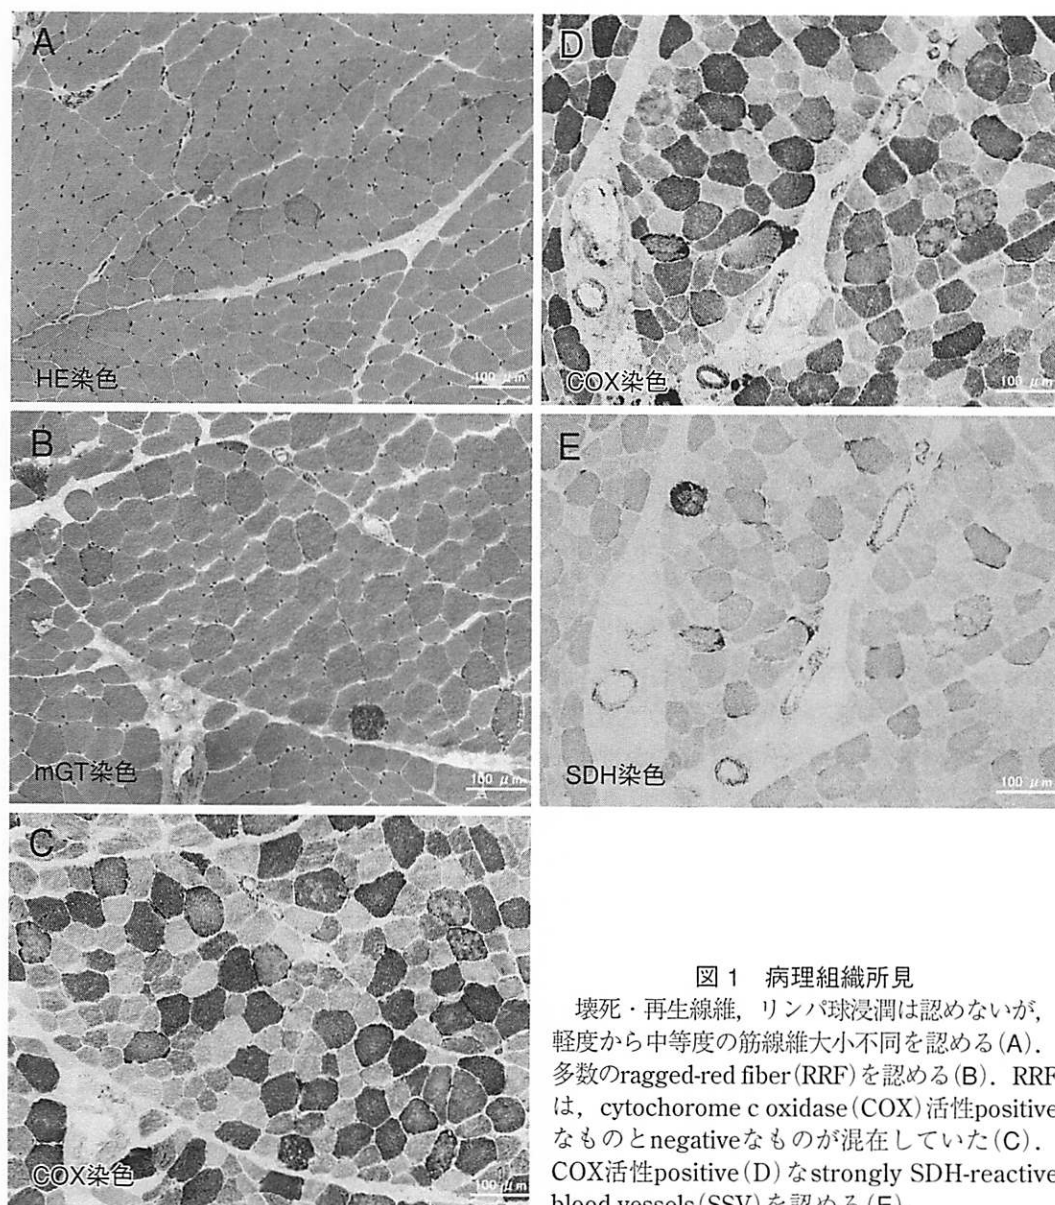 A
HE染色
100 μm
B
mGT染色
100 μm
C
COX染色
100 μm
D
COX染色
100 μm
E
SDH染色
100 μm
図1 病理組織所見
壊死・再生線維，リンパ球浸潤は認めないが，
軽度から中等度の筋線維大小不同を認める(A)．
多数のragged-red fiber(RRF)を認める(B)．RRF
は，cytochorome c oxidase(COX)活性positive
なものとnegativeなものが混在していた(C)．
COX活性positive(D)なstrongly SDH-reactive
blood vessels(SSV)を認める(E)